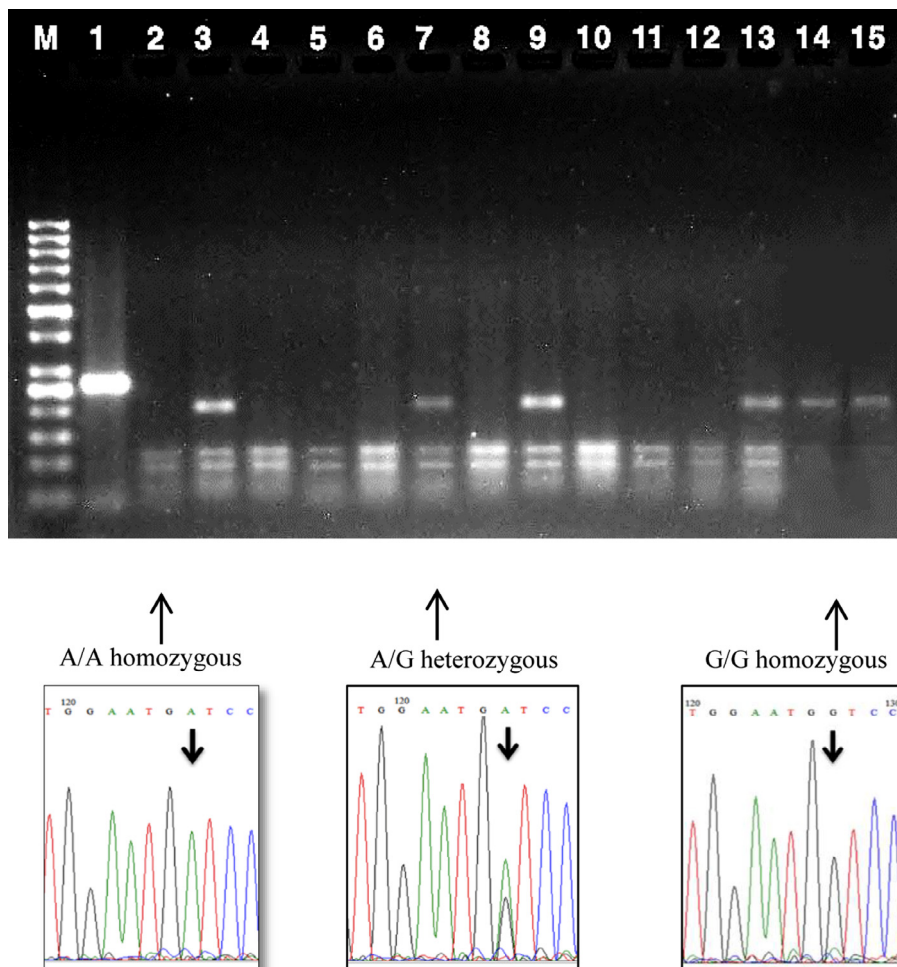 M 1 2 3 4 5 6 7 8 9 10 11 12 13 14 15
A/A homozygous A/G heterozygous G/G homozygous
120 120 120 130
T G G A A T G A T C C T G G A A T G A T C C T G G A A T G G T C C